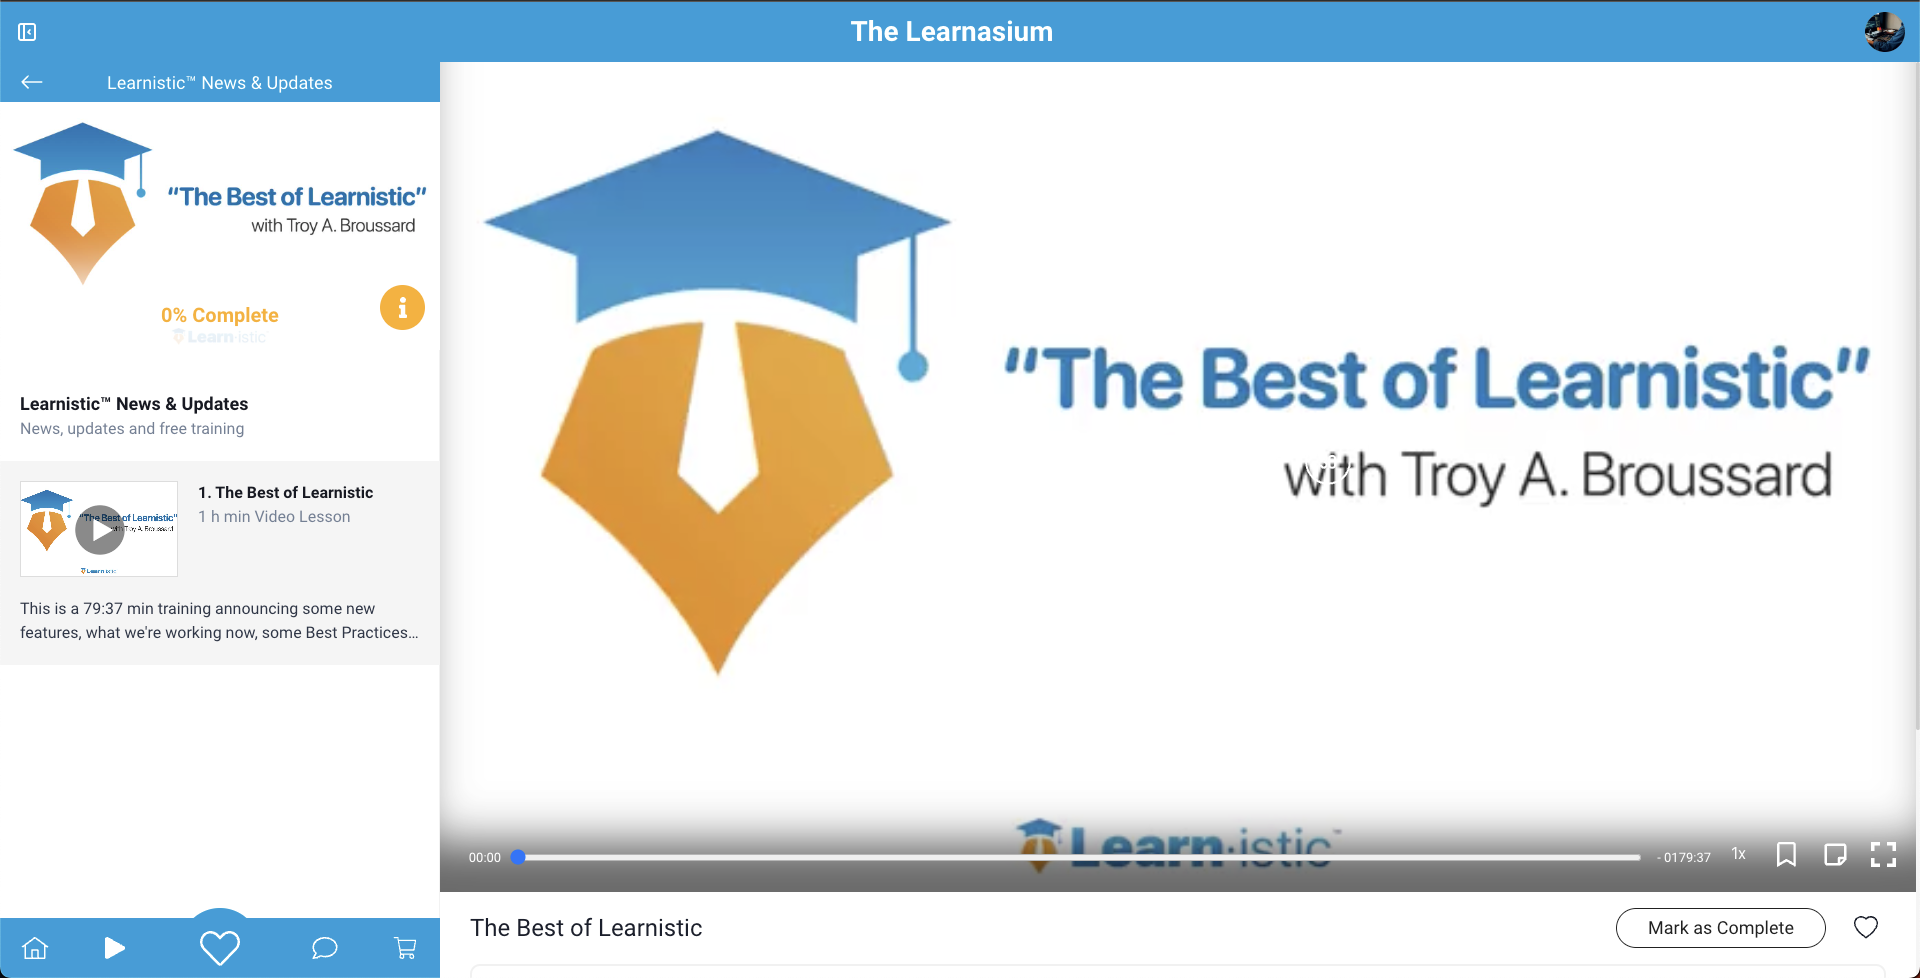 The Learnasium
Learnistic™ News & Updates
“The Best of Learnistic”
with Troy A. Broussard
0% Complete
Learn·istic
Learnistic™ News & Updates
News, updates and free training
“The Best of Learnistic”
with Troy A. Broussard
Learn·istic
1. The Best of Learnistic
1 h min Video Lesson
This is a 79:37 min training announcing some new
features, what we're working now, some Best Practices...
“The Best of Learnistic”
with Troy A. Broussard
Learn·istic™
00:00
- 0179:37
1x
The Best of Learnistic
Mark as Complete